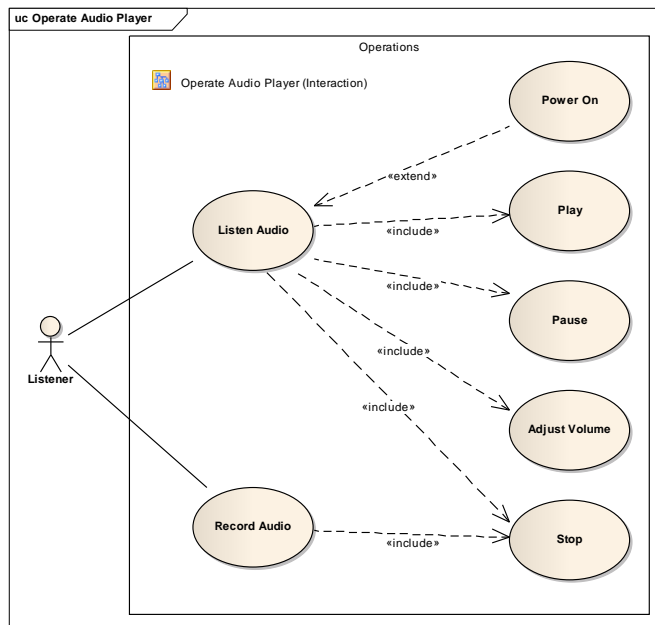 uc Operate Audio Player
Operations
Operate Audio Player (Interaction)
Power On
«extend»
Play
Listen Audio
«include»
«include»
Pause
Listener
«include»
«include»
Adjust Volume
Record Audio
Stop
«include»